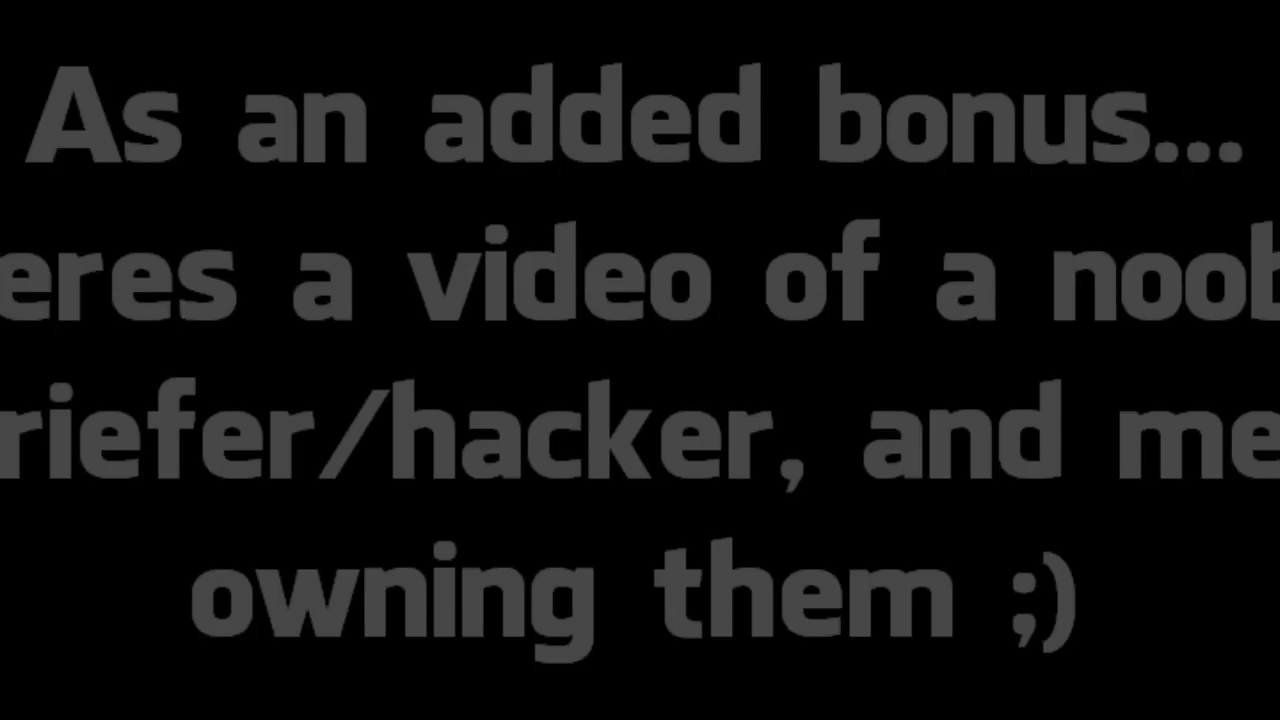 As an added bonus...
eres a video of a noob
riefer/hacker, and me
owning them ;)